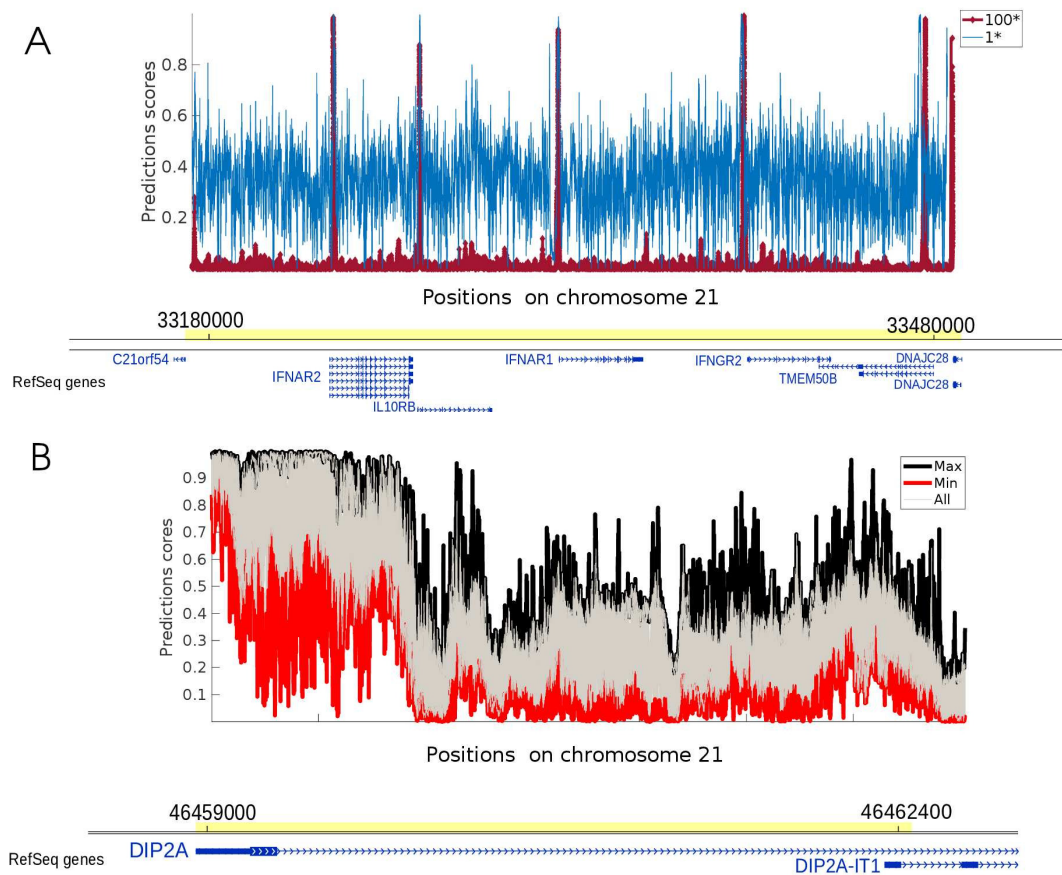 A
100*
1*
Predictions scores
0.8
0.6
0.4
0.2
Positions on chromosome 21
33180000
33480000
C21orf54
IFNAR1
IFNGR2
DNAJC28
RefSeq genes
IFNAR2
TMEM50B
DNAJC28
IL10RB
B
Max
Min
All
Predictions cores
0.9
0.8
0.7
0.6
0.5
0.4
0.3
0.2
0.1
Positions on chromosome 21
46459000
46462400
DIP2A
RefSeq genes
DIP2A-IT1